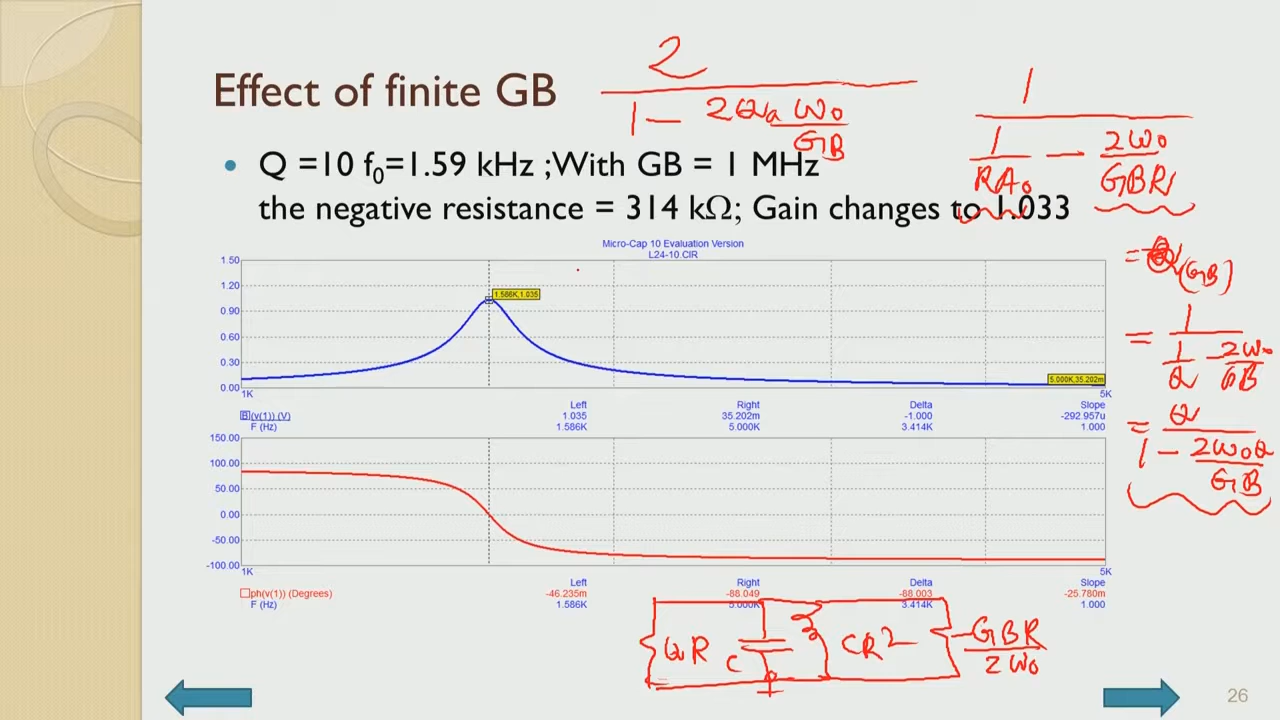 Effect of finite GB
Q =10 f₀=1.59 kHz ;With GB = 1 MHz
the negative resistance = 314 kΩ; Gain changes to 1.033
2
1 - 2Qa ω₀
GB
1
1/RA₀ - 2ω₀/GBR
= (GB)
= 1
1/Q - 2ω₀/GB
= Q
1 - 2ω₀Q/GB
Micro-Cap 10 Evaluation Version
L24-10.CIR
1.50
1.20
0.90
0.60
0.30
0.00
1.586K,1.035
5.000K,35.202m
1K
5K
Left Right Delta Slope
(v(1)) (V) 1.035 35.202m -1.000 -292.957u
F (Hz) 1.586K 5.000K 3.414K 1.000
150.00
100.00
50.00
0.00
-50.00
-100.00
1K
5K
Left Right Delta Slope
ph(v(1)) (Degrees) -46.235m -88.049 -88.003 -25.780m
F (Hz) 1.586K 5.000K 3.414K 1.000
QR C CR² -GBR/2ω₀
26